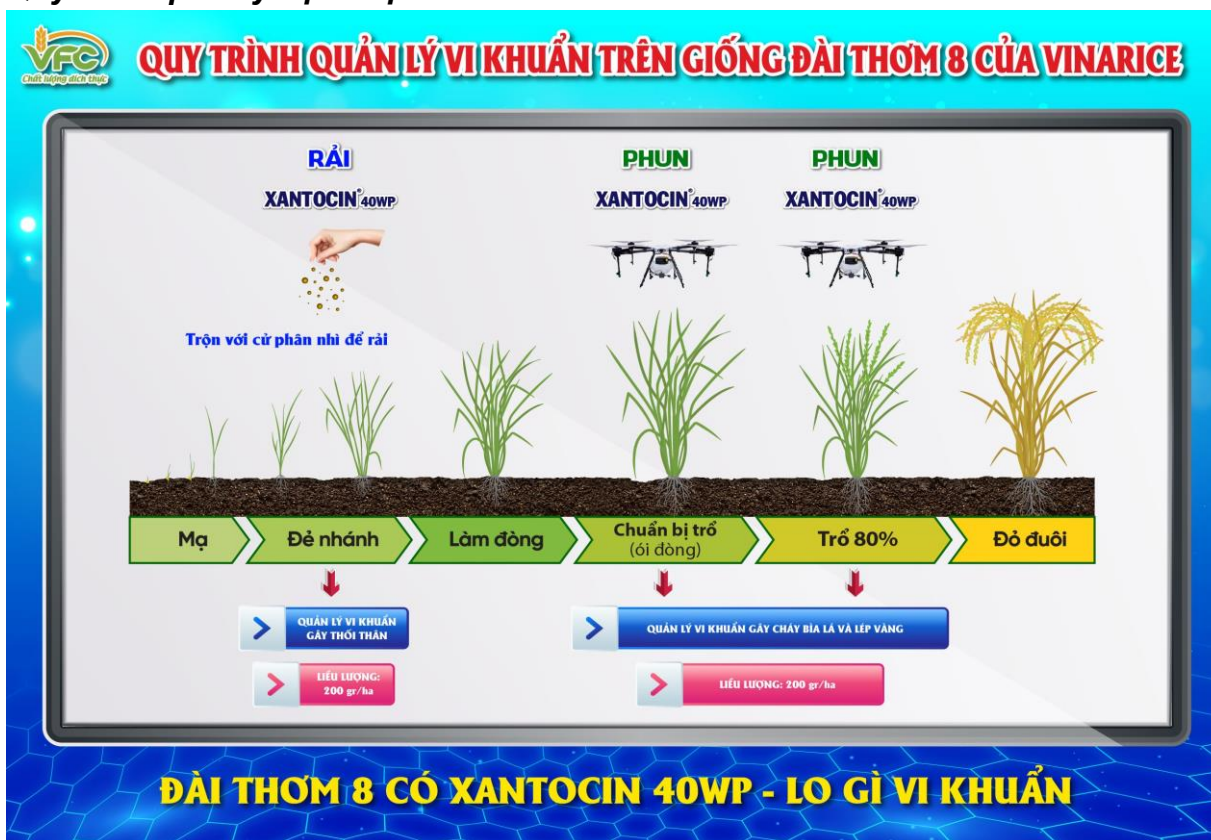 VFC
Chất lượng đích thực
QUY TRÌNH QUẢN LÝ VI KHUẨN TRÊN GIỐNG ĐÀI THƠM 8 CỦA VINARICE
RẢI
XANTOCIN® 40WP
PHUN
XANTOCIN® 40WP
PHUN
XANTOCIN® 40WP
Trộn với cử phân nhì để rải
Mạ
Đẻ nhánh
Làm đòng
Chuẩn bị trổ
(ói đòng)
Trổ 80%
Đỏ đuôi
QUẢN LÝ VI KHUẨN
GÂY THỐI THÂN
QUẢN LÝ VI KHUẨN GÂY CHÁY BÌA LÁ VÀ LÉP VÀNG
LIỀU LƯỢNG:
200 gr/ha
LIỀU LƯỢNG: 200 gr/ha
ĐÀI THƠM 8 CÓ XANTOCIN 40WP - LO GÌ VI KHUẨN